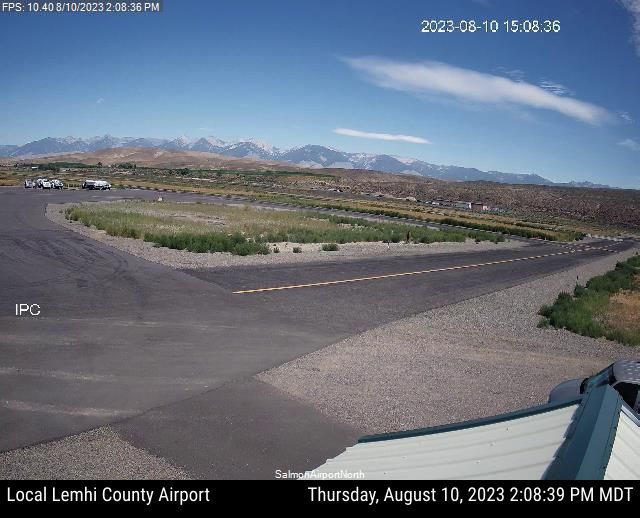 FPS: 10.40 8/10/2023 2:08:36 PM
2023-08-10 15:08:36
IPC
SalmonAirportNorth
Local Lemhi County Airport
Thursday, August 10, 2023 2:08:39 PM MDT